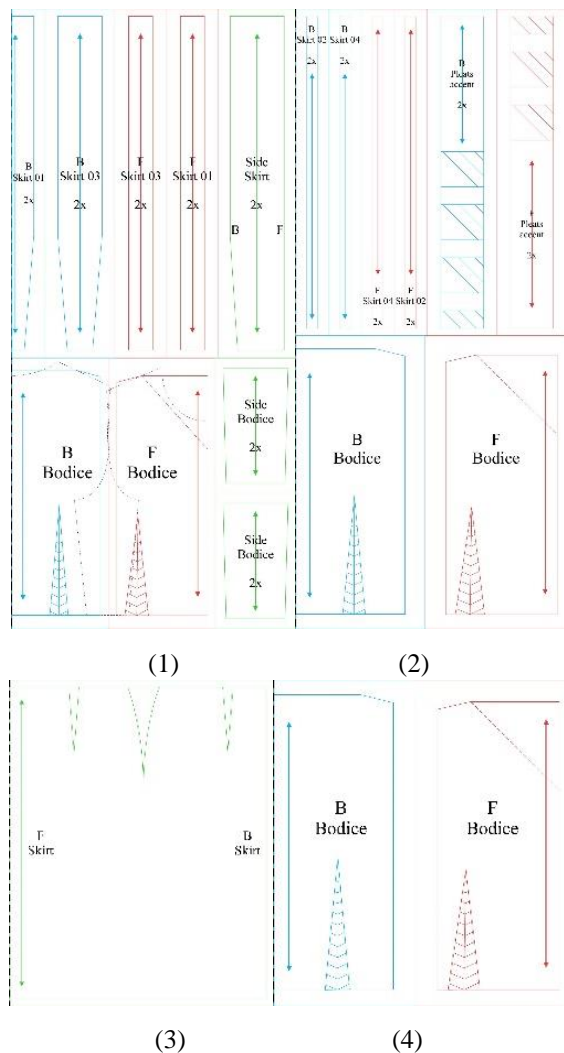 B
Skirt 01
2x
B
Skirt 03
2x
F
Skirt 03
2x
F
Skirt 01
2x
Side
Skirt
2x
B
F
B
Bodice
F
Bodice
Side
Bodice
2x
Side
Bodice
2x
(1)
B
Skirt 02
2x
B
Skirt 04
2x
F
Skirt 04
2x
F
Skirt 02
2x
B
Pleats
accent
2x
Pleats
accent
2x
B
Bodice
F
Bodice
(2)
F
Skirt
B
Skirt
(3)
B
Bodice
F
Bodice
(4)